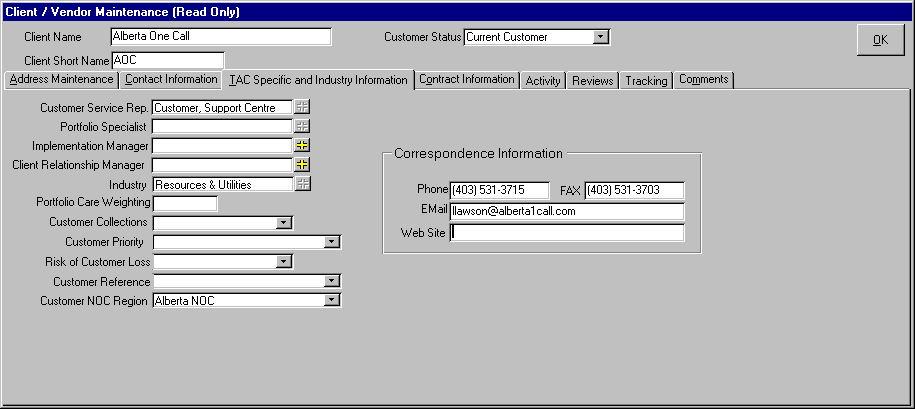 Client / Vendor Maintenance (Read Only)
Client Name Alberta One Call Customer Status Current Customer OK
Client Short Name AOC
Address Maintenance Contact Information TAC Specific and Industry Information Contract Information Activity Reviews Tracking Comments
Customer Service Rep. Customer, Support Centre
Portfolio Specialist
Implementation Manager
Client Relationship Manager
Industry Resources & Utilities
Portfolio Care Weighting
Customer Collections
Customer Priority
Risk of Customer Loss
Customer Reference
Customer NOC Region Alberta NOC
Correspondence Information
Phone (403) 531-3715 FAX (403) 531-3703
EMail llawson@alberta1call.com
Web Site